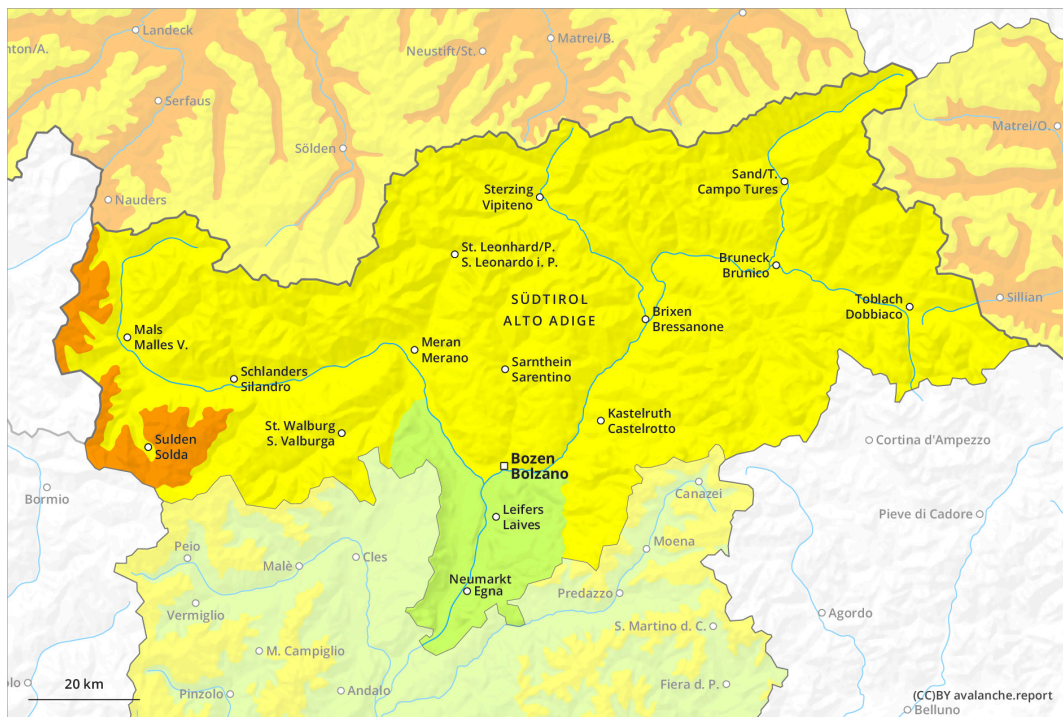 Landeck
nton/A.
Neustift/St.
Matrei/B.
Serfaus
Matrei/O.
Sölden
Nauders
Sterzing
Vipiteno
Sand/T.
Campo Tures
St. Leonhard/P.
S. Leonardo i. P.
Bruneck
Brunico
SÜDTIROL
ALTO ADIGE
Toblach
Dobbiaco
Sillian
Brixen
Bressanone
Mals
Malles V.
Meran
Merano
Sarnthein
Sarentino
Schlanders
Silandro
Kastelruth
Castelrotto
St. Walburg
S. Valburga
Sulden
Solda
Cortina d'Ampezzo
Bozen
Bolzano
Bormio
Canazei
Leifers
Laives
Pieve di Cadore
Peio
Moena
Cles
Malè
Neumarkt
Egna
Predazzo
Vermiglio
Agordo
S. Martino d. C.
M. Campiglio
20 km
olo
Pinzolo
Andalo
Fiera d. P.
(CC)BY avalanche.report
Belluno